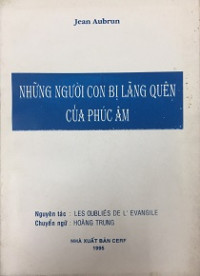 Jean Aubrun
NHỮNG NGƯỜI CON BỊ LÃNG QUÊN
CỦA PHÚC ÂM
Nguyên tác : LES OUBLIÉS DE L' EVANGILE
Chuyển ngữ : HOÀNG TRUNG
NHÀ XUẤT BẢN CERF
1995